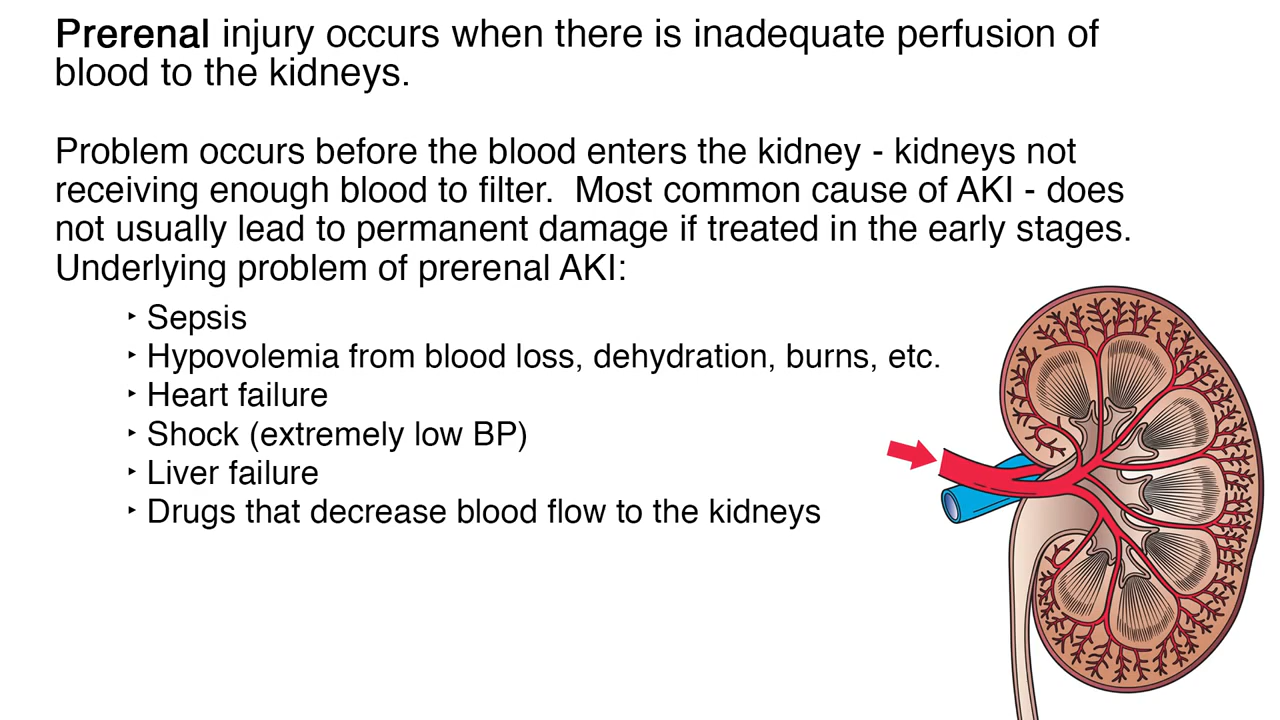 Prerenal injury occurs when there is inadequate perfusion of
blood to the kidneys.
Problem occurs before the blood enters the kidney - kidneys not
receiving enough blood to filter.  Most common cause of AKI - does
not usually lead to permanent damage if treated in the early stages.
Underlying problem of prerenal AKI:
‣ Sepsis
‣ Hypovolemia from blood loss, dehydration, burns, etc.
‣ Heart failure
‣ Shock (extremely low BP)
‣ Liver failure
‣ Drugs that decrease blood flow to the kidneys